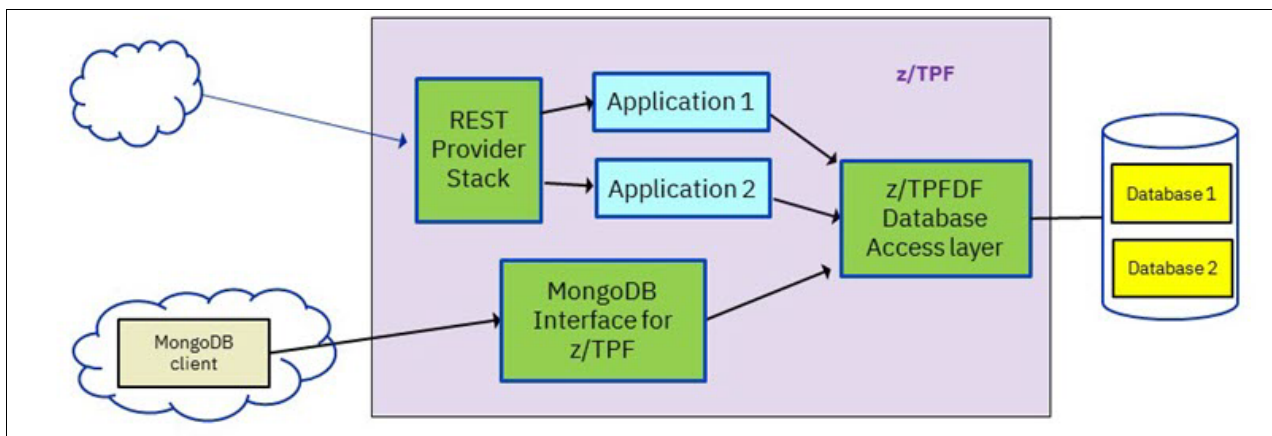 z/TPF
REST
Provider
Stack
Application 1
Application 2
z/TPFDF
Database
Access layer
Database 1
Database 2
MongoDB
Interface for
z/TPF
MongoDB
client